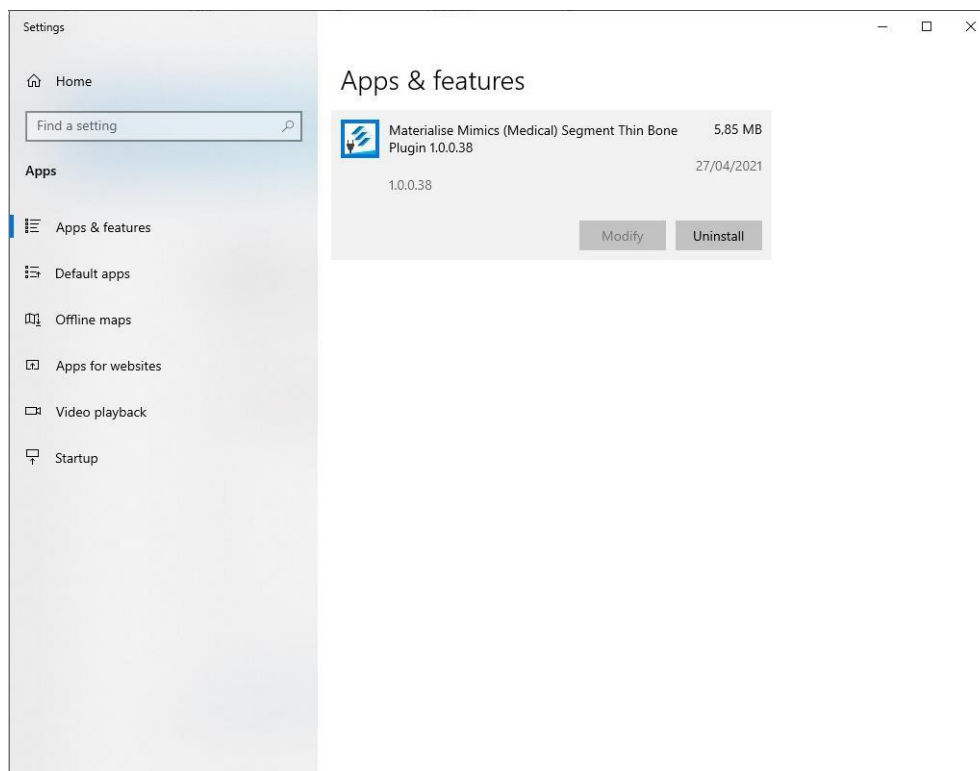 Settings
Home
Find a setting
Apps
Apps & features
Default apps
Offline maps
Apps for websites
Video playback
Startup
Apps & features
Materialise Mimics (Medical) Segment Thin Bone
Plugin 1.0.0.38
5,85 MB
27/04/2021
1.0.0.38
Modify
Uninstall